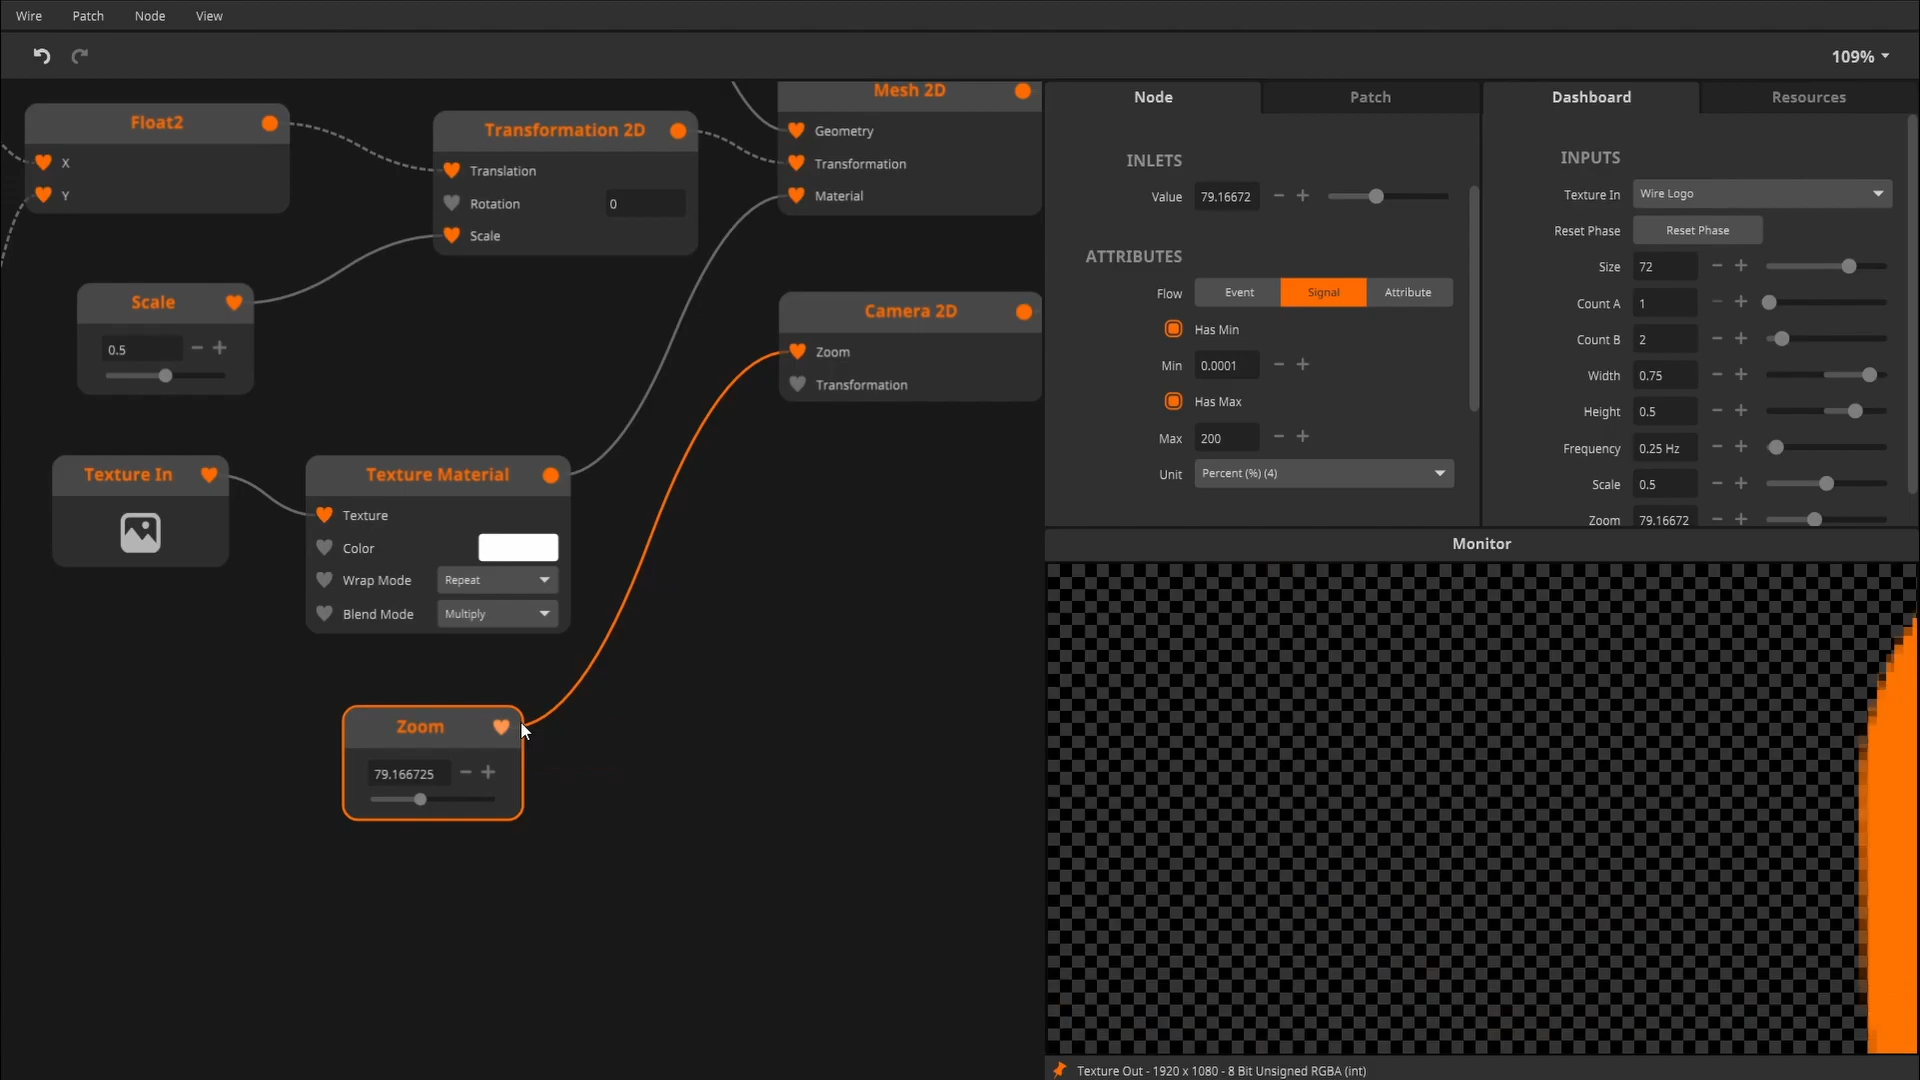 Wire Patch Node View
109%
Float2
X
Y
Transformation 2D
Translation
Rotation 0
Scale
Mesh 2D
Geometry
Transformation
Material
Scale
0.5
Camera 2D
Zoom
Transformation
Texture In
Texture Material
Texture
Color
Wrap Mode Repeat
Blend Mode Multiply
Zoom
79.166725
Node Patch
INLETS
Value 79.16672
ATTRIBUTES
Flow Event Signal Attribute
Has Min
Min 0.0001
Has Max
Max 200
Unit Percent (%) (4)
Dashboard Resources
INPUTS
Texture In Wire Logo
Reset Phase Reset Phase
Size 72
Count A 1
Count B 2
Width 0.75
Height 0.5
Frequency 0.25 Hz
Scale 0.5
Zoom 79.16672
Monitor
Texture Out - 1920 x 1080 - 8 Bit Unsigned RGBA (int)